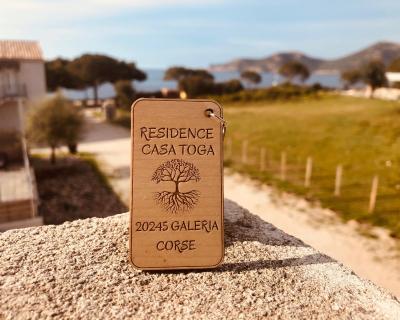 RESIDENCE
CASA TOGA
20245 GALERIA
CORSE